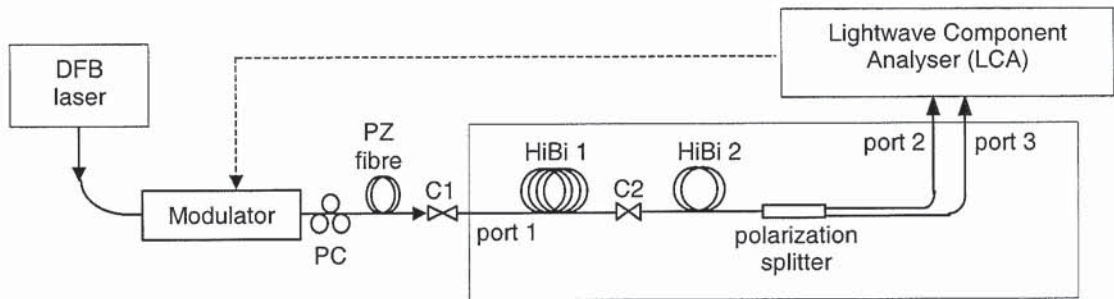 DFB
laser
Lightwave Component
Analyser (LCA)
PZ
fibre
HiBi 1
HiBi 2
port 2
port 3
C1
C2
Modulator
PC
port 1
polarization
splitter